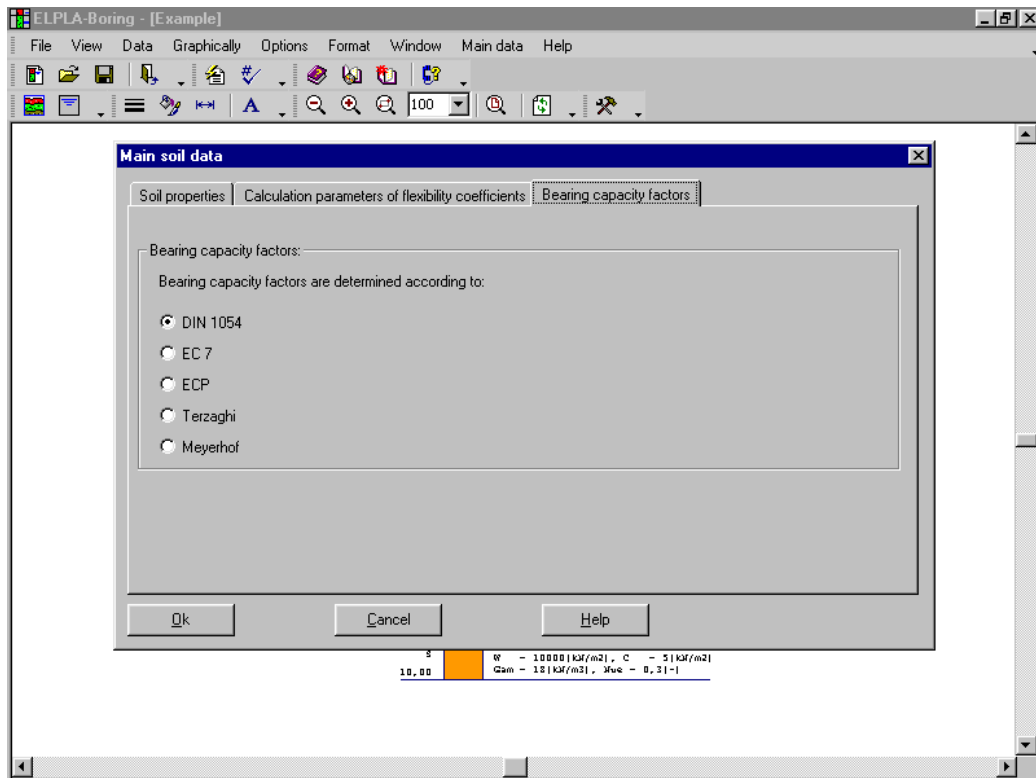 ELPLA-Boring - [Example]
File View Data Graphically Options Format Window Main data Help
A 100
Main soil data
Soil properties Calculation parameters of flexibility coefficients Bearing capacity factors
Bearing capacity factors:
Bearing capacity factors are determined according to:
DIN 1054
EC 7
ECP
Terzaghi
Meyerhof
Ok Cancel Help
S
W - 10000|kN/m2|, C - 5|kN/m2|
10,00
Gam - 18|kN/m3|, Nue - 0,3|-|